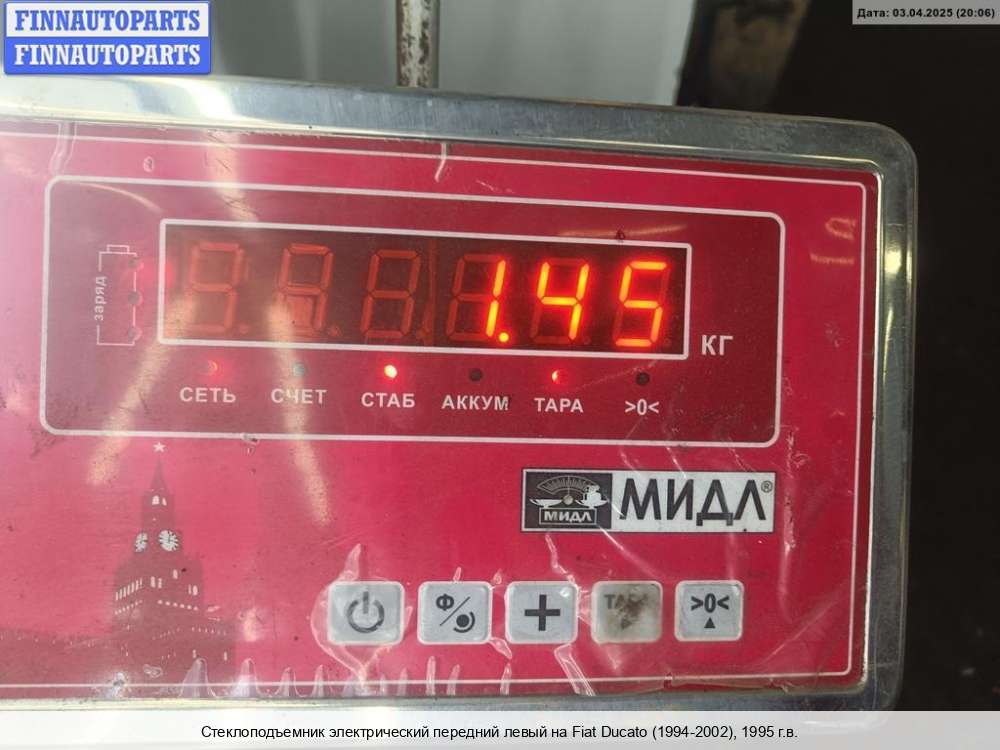 FINNAUTOPARTS
FINNAUTOPARTS
Дата: 03.04.2025 (20:06)
заряд
1.45
КГ
СЕТЬ СЧЕТ СТАБ АККУМ ТАРА >0<
МИДЛ
МИДЛ®
Ф/ + ТАРА >0<
Стеклоподъемник электрический передний левый на Fiat Ducato (1994-2002), 1995 г.в.